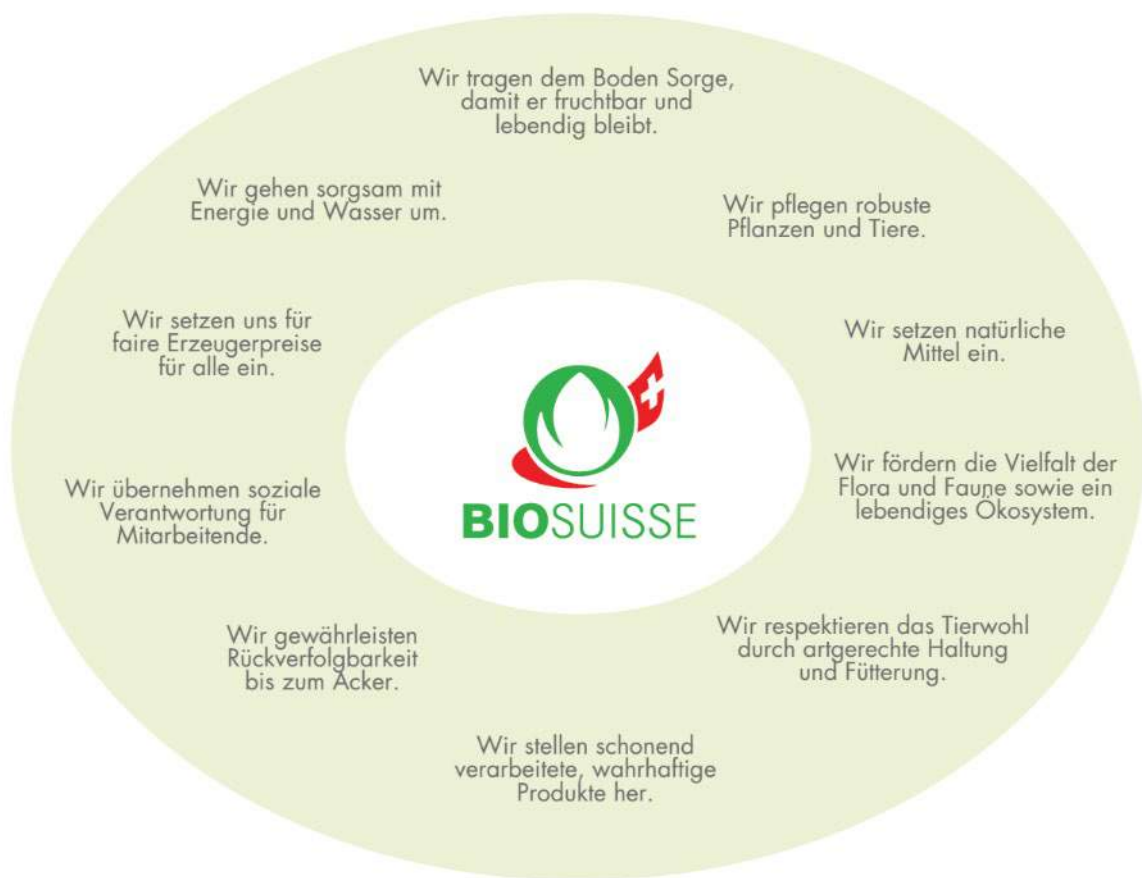 Wir tragen dem Boden Sorge,
damit er fruchtbar und
lebendig bleibt.
Wir pflegen robuste
Pflanzen und Tiere.
Wir setzen natürliche
Mittel ein.
Wir fördern die Vielfalt der
Flora und Faune sowie ein
lebendiges Ökosystem.
Wir respektieren das Tierwohl
durch artgerechte Haltung
und Fütterung.
Wir stellen schonend
verarbeitete, wahrhaftige
Produkte her.
Wir gewährleisten
Rückverfolgbarkeit
bis zum Acker.
Wir übernehmen soziale
Verantwortung für
Mitarbeitende.
Wir setzen uns für
faire Erzeugerpreise
für alle ein.
Wir gehen sorgsam mit
Energie und Wasser um.
BIOSUISSE